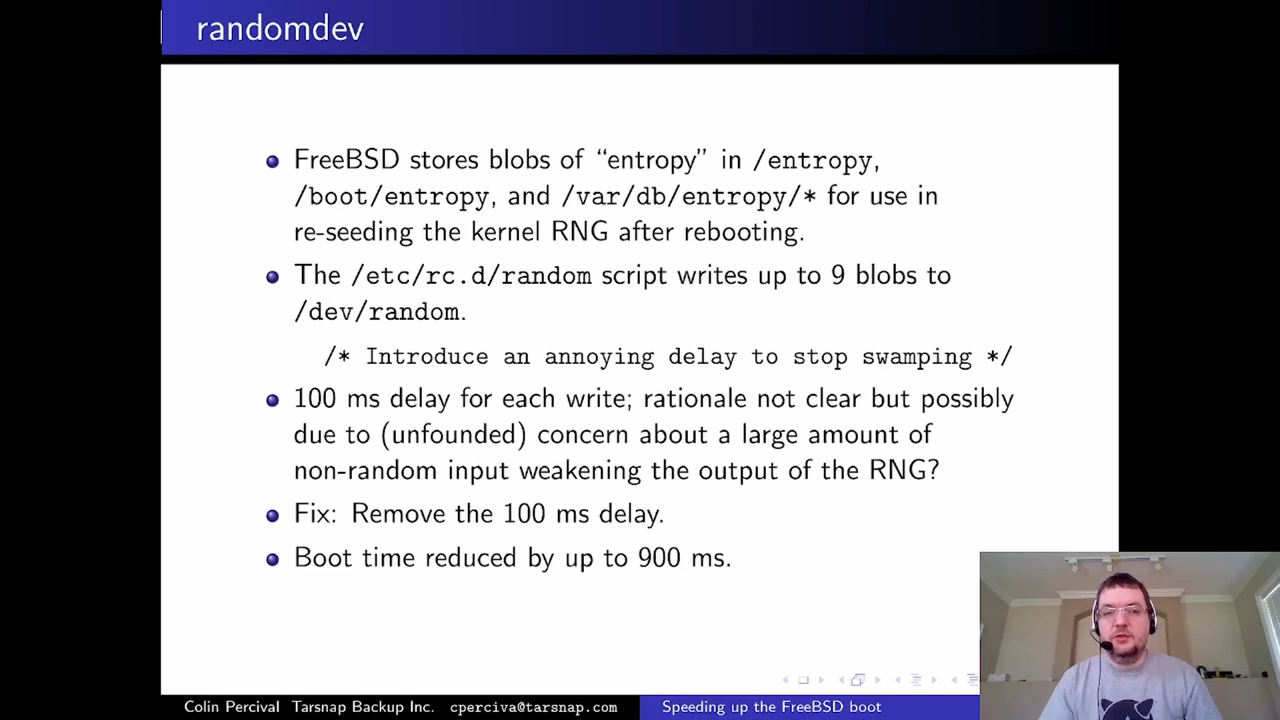 randomdev
FreeBSD stores blobs of “entropy” in /entropy,
/boot/entropy, and /var/db/entropy/* for use in
re-seeding the kernel RNG after rebooting.
The /etc/rc.d/random script writes up to 9 blobs to
/dev/random.
/* Introduce an annoying delay to stop swamping */
100 ms delay for each write; rationale not clear but possibly
due to (unfounded) concern about a large amount of
non-random input weakening the output of the RNG?
Fix: Remove the 100 ms delay.
Boot time reduced by up to 900 ms.
Colin Percival Tarsnap Backup Inc. cperciva@tarsnap.com
Speeding up the FreeBSD boot